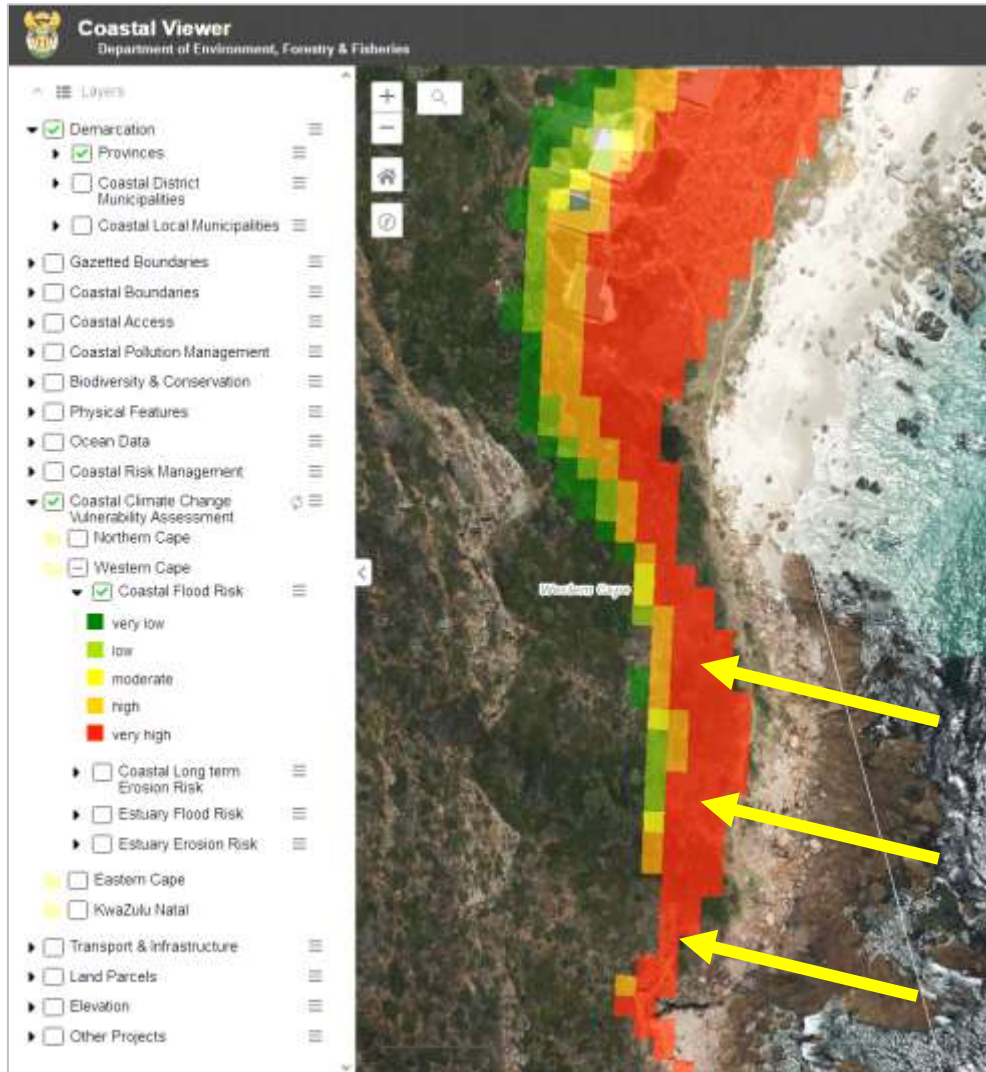 Coastal Viewer
Department of Environment, Forestry & Fisheries
Layers
Demarcation
Provinces
Coastal District
Municipalities
Coastal Local Municipalities
Gazetted Boundaries
Coastal Boundaries
Coastal Access
Coastal Pollution Management
Biodiversity & Conservation
Physical Features
Ocean Data
Coastal Risk Management
Coastal Climate Change
Vulnerability Assessment
Northern Cape
Western Cape
Coastal Flood Risk
very low
low
moderate
high
very high
Coastal Long term
Erosion Risk
Estuary Flood Risk
Estuary Erosion Risk
Eastern Cape
KwaZulu Natal
Transport & Infrastructure
Land Parcels
Elevation
Other Projects
Western Cape